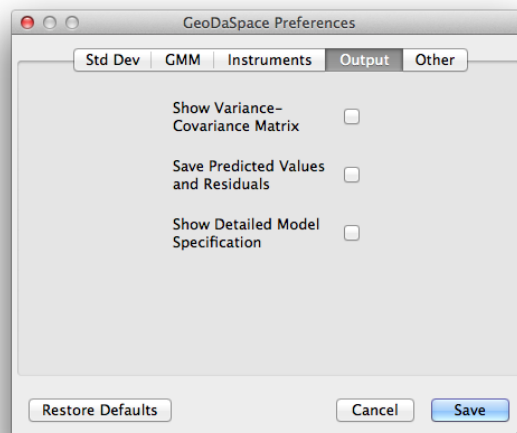 GeoDaSpace Preferences
Std Dev GMM Instruments Output Other
Show Variance-
Covariance Matrix
Save Predicted Values
and Residuals
Show Detailed Model
Specification
Restore Defaults Cancel Save